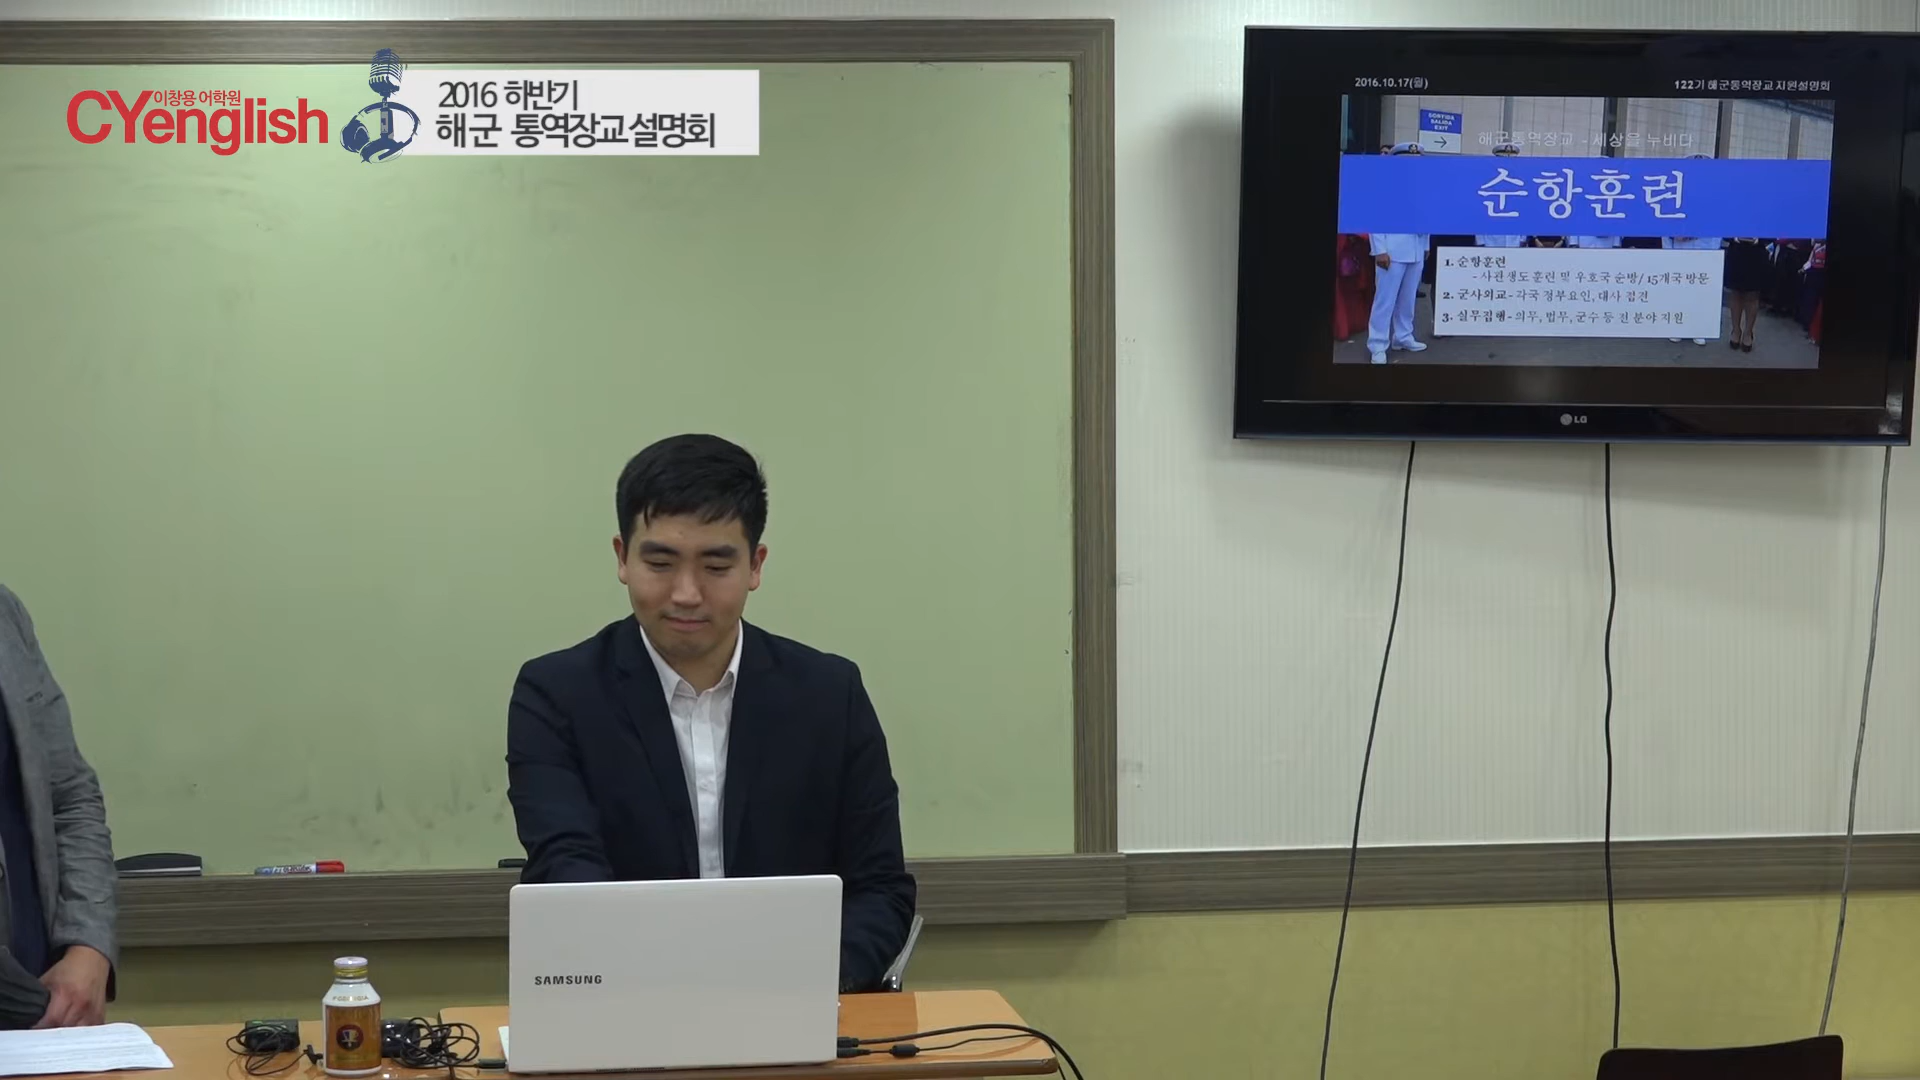 이창용 어학원
CYenglish
2016 하반기
해군 통역장교설명회
2016.10.17(월)
122기 해군통역장교 지원설명회
SORTIDA
SALIDA
EXIT
해군통역장교 - 세상을 누비다
순항훈련
1. 순항훈련
- 사관생도 훈련 및 우호국 순방/ 15개국 방문
2. 군사외교 - 각국 정부요인, 대사 접견
3. 실무집행 - 의무, 법무, 군수 등 전 분야 지원
LG
SAMSUNG